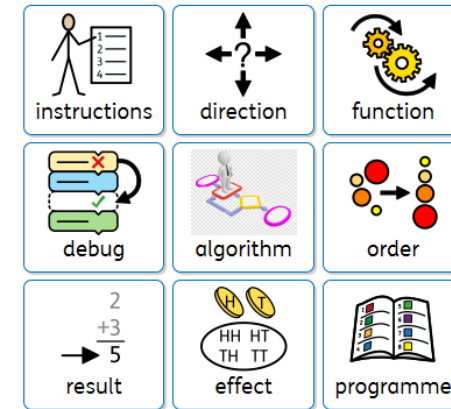 1
2
3
4
instructions
?
direction
function
debug
algorithm
order
2
+3
5
result
H T
HH HT
TH TT
effect
programme